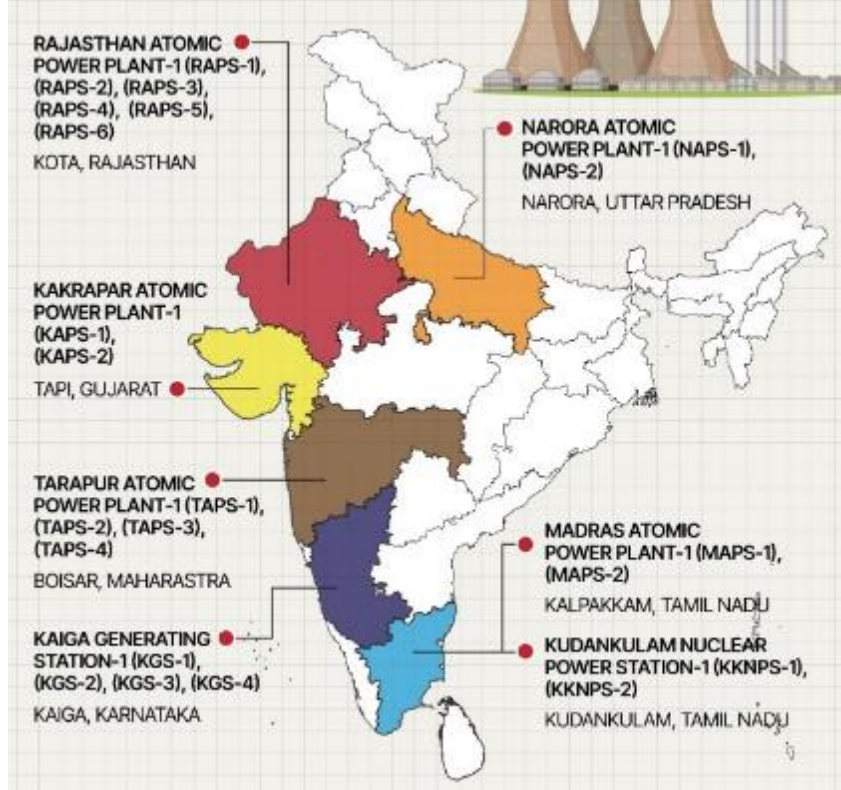 RAJASTHAN ATOMIC
POWER PLANT-1 (RAPS-1),
(RAPS-2), (RAPS-3),
(RAPS-4), (RAPS-5),
(RAPS-6)
KOTA, RAJASTHAN
NARORA ATOMIC
POWER PLANT-1 (NAPS-1),
(NAPS-2)
NARORA, UTTAR PRADESH
KAKRAPAR ATOMIC
POWER PLANT-1
(KAPS-1),
(KAPS-2)
TAPI, GUJARAT
TARAPUR ATOMIC
POWER PLANT-1 (TAPS-1),
(TAPS-2), (TAPS-3),
(TAPS-4)
BOISAR, MAHARASTRA
KAIGA GENERATING
STATION-1 (KGS-1),
(KGS-2), (KGS-3), (KGS-4)
KAIGA, KARNATAKA
MADRAS ATOMIC
POWER PLANT-1 (MAPS-1),
(MAPS-2)
KALPAKKAM, TAMIL NADU
KUDANKULAM NUCLEAR
POWER STATION-1 (KKNPS-1),
(KKNPS-2)
KUDANKULAM, TAMIL NADU